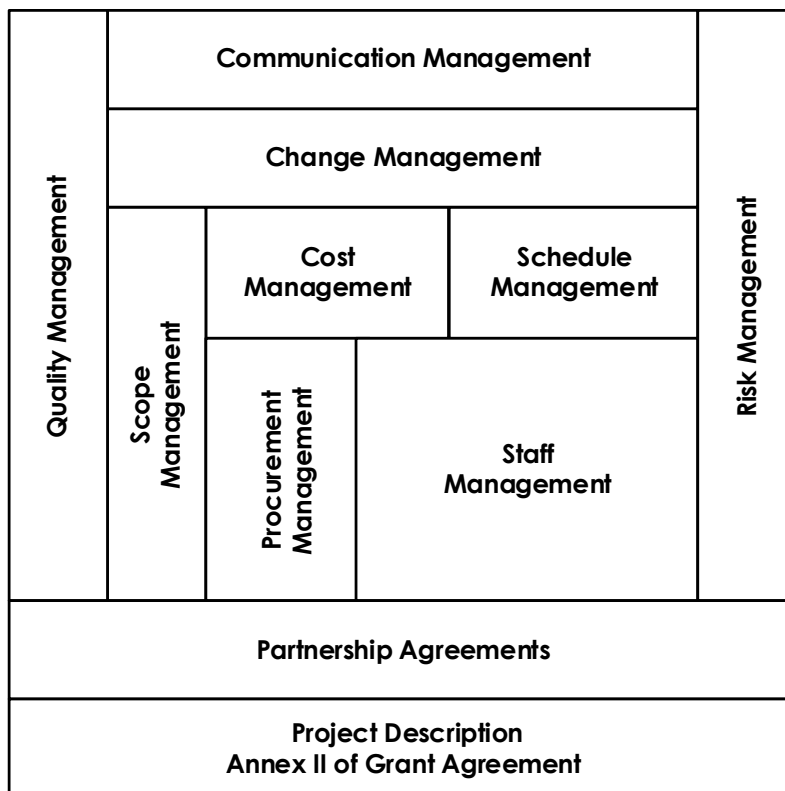 Communication Management
Change Management
Quality Management
Scope
Management
Cost
Management
Schedule
Management
Procurement
Management
Staff
Management
Risk Management
Partnership Agreements
Project Description
Annex II of Grant Agreement